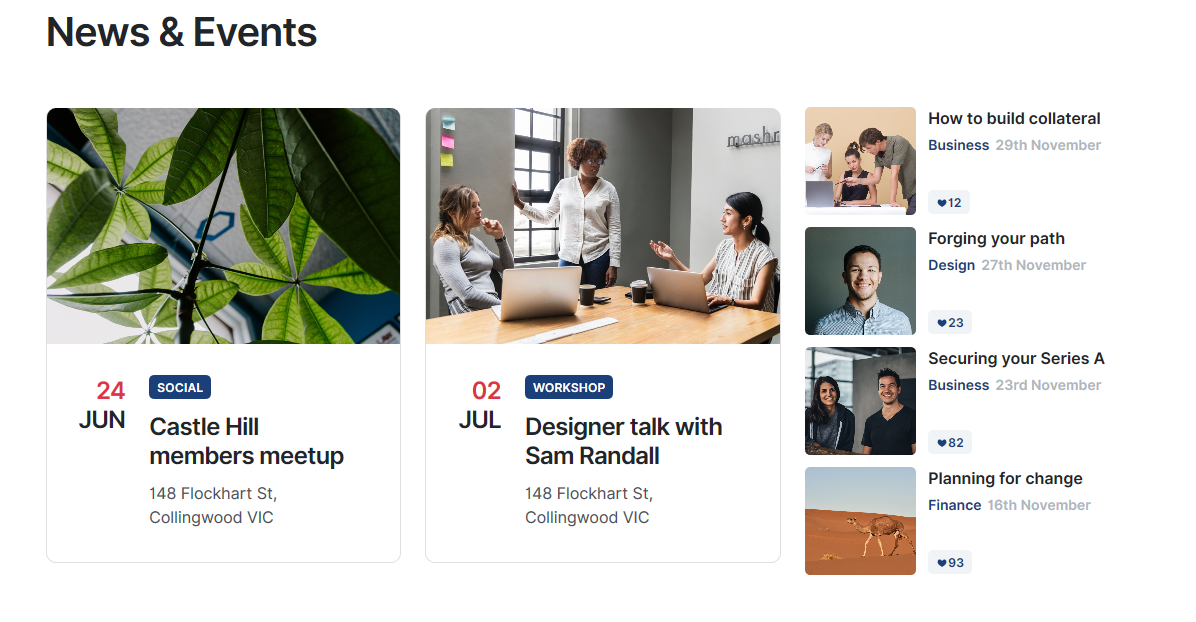 News & Events
24
JUN
SOCIAL
Castle Hill
members meetup
148 Flockhart St,
Collingwood VIC
mashr
02
JUL
WORKSHOP
Designer talk with
Sam Randall
148 Flockhart St,
Collingwood VIC
How to build collateral
Business 29th November
12
Forging your path
Design 27th November
23
Securing your Series A
Business 23rd November
82
Planning for change
Finance 16th November
93